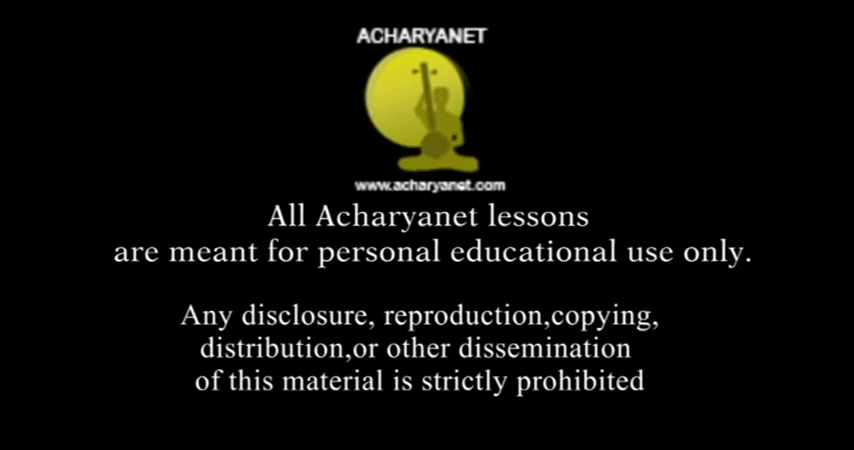 ACHARYANET
www.acharyanet.com
All Acharyanet lessons
are meant for personal educational use only.
Any disclosure, reproduction,copying,
distribution,or other dissemination
of this material is strictly prohibited